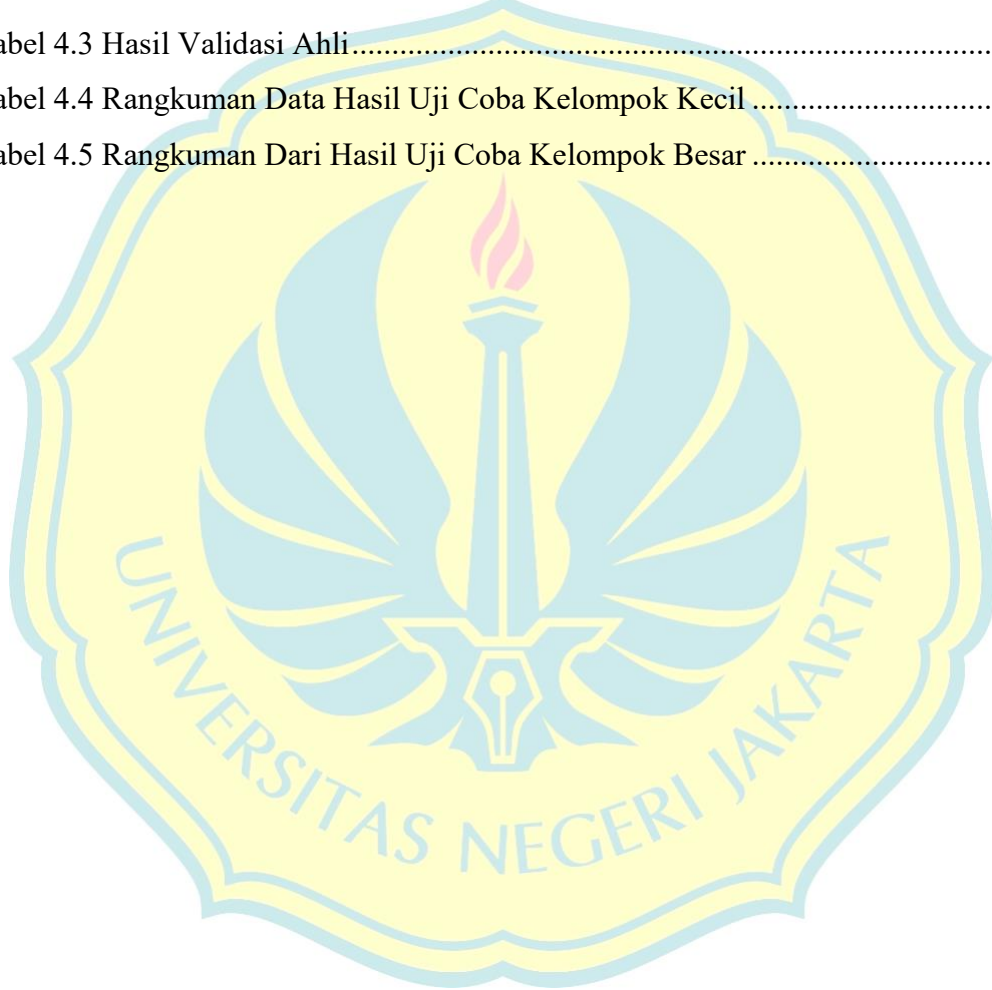 abel 4.3 Hasil Validasi Ahli..........................................................................................
abel 4.4 Rangkuman Data Hasil Uji Coba Kelompok Kecil ..................................
abel 4.5 Rangkuman Dari Hasil Uji Coba Kelompok Besar ..................................
UNIVERSITAS NEGERI JAKARTA